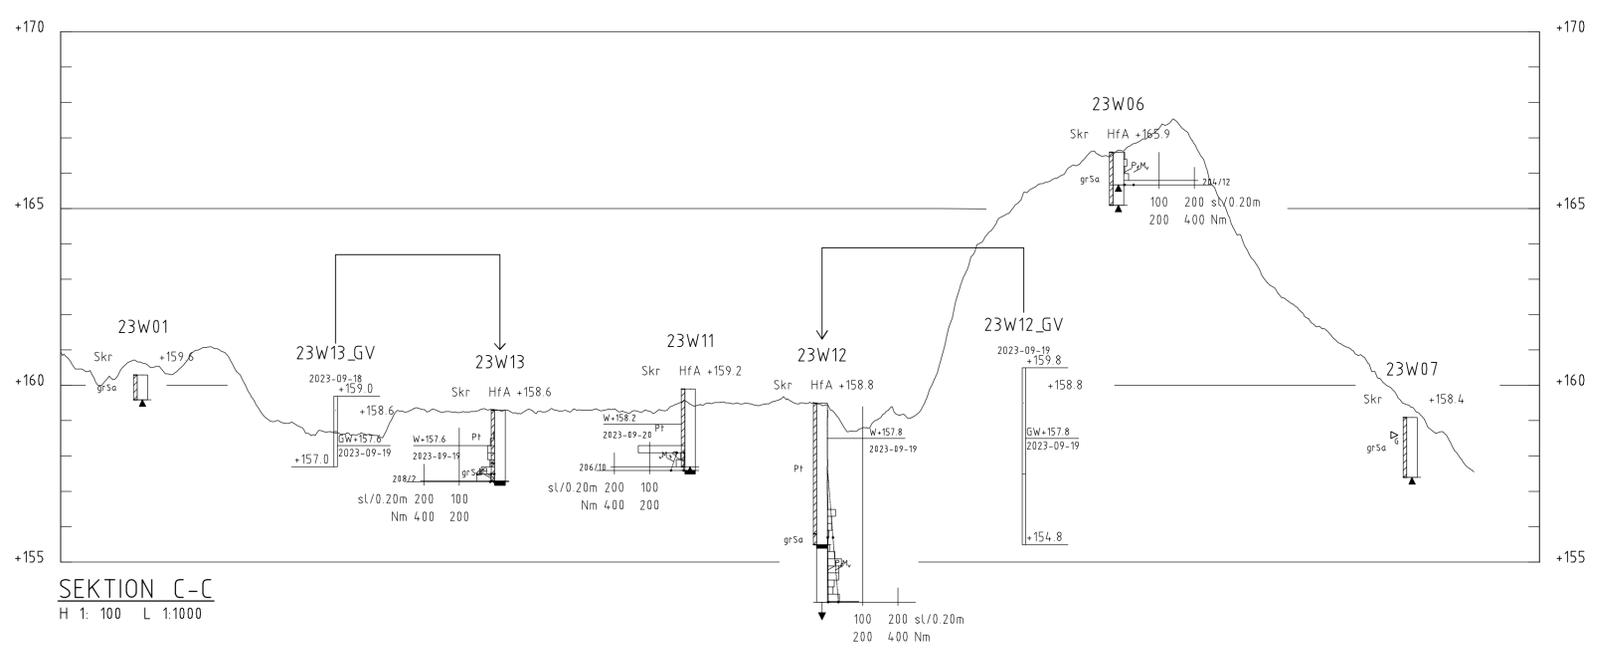 +170
+170
23W06
Skr HfA +165.9
PrMn
grSa
204/12
+165
+165
100 200 sl/0.20m
200 400 Nm
23W01
Skr +159.6
grSa
+160
+160
23W13_GV
2023-09-18
+159.0
+158.6
GW+157.6
2023-09-19
+157.0
23W13
Skr HfA +158.6
Pt
W+157.6
2023-09-19
grSa
208/2
sl/0.20m 200 100
Nm 400 200
23W11
Skr HfA +159.2
W+158.2
Pt
2023-09-20
206/10
sl/0.20m 200 100
Nm 400 200
23W12
Skr HfA +158.8
W+157.8
2023-09-19
Pt
grSa
100 200 sl/0.20m
200 400 Nm
23W12_GV
2023-09-19
+159.8
+158.8
GW+157.8
2023-09-19
+154.8
23W07
Skr +158.4
grSa
+155
+155
SEKTION C-C
H 1: 100 L 1:1000